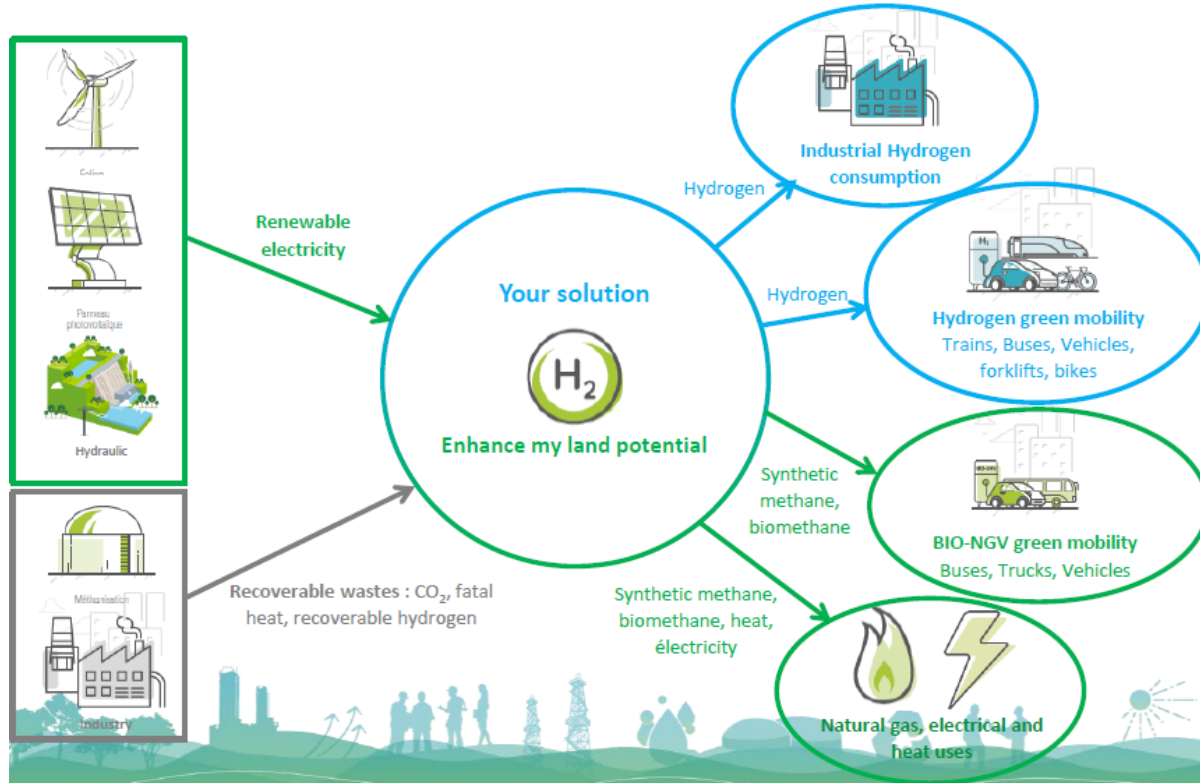 Panneau
photovoltaïque
Hydraulic
Méthanisation
Industry
Renewable
electricity
Recoverable wastes : CO₂, fatal
heat, recoverable hydrogen
Your solution
H₂
Enhance my land potential
Hydrogen
Industrial Hydrogen
consumption
Hydrogen
H₂
Hydrogen green mobility
Trains, Buses, Vehicles,
forklifts, bikes
Synthetic
methane,
biomethane
BIO-NGV
BIO-NGV green mobility
Buses, Trucks, Vehicles
Synthetic methane,
biomethane, heat,
électricity
Natural gas, electrical and
heat uses